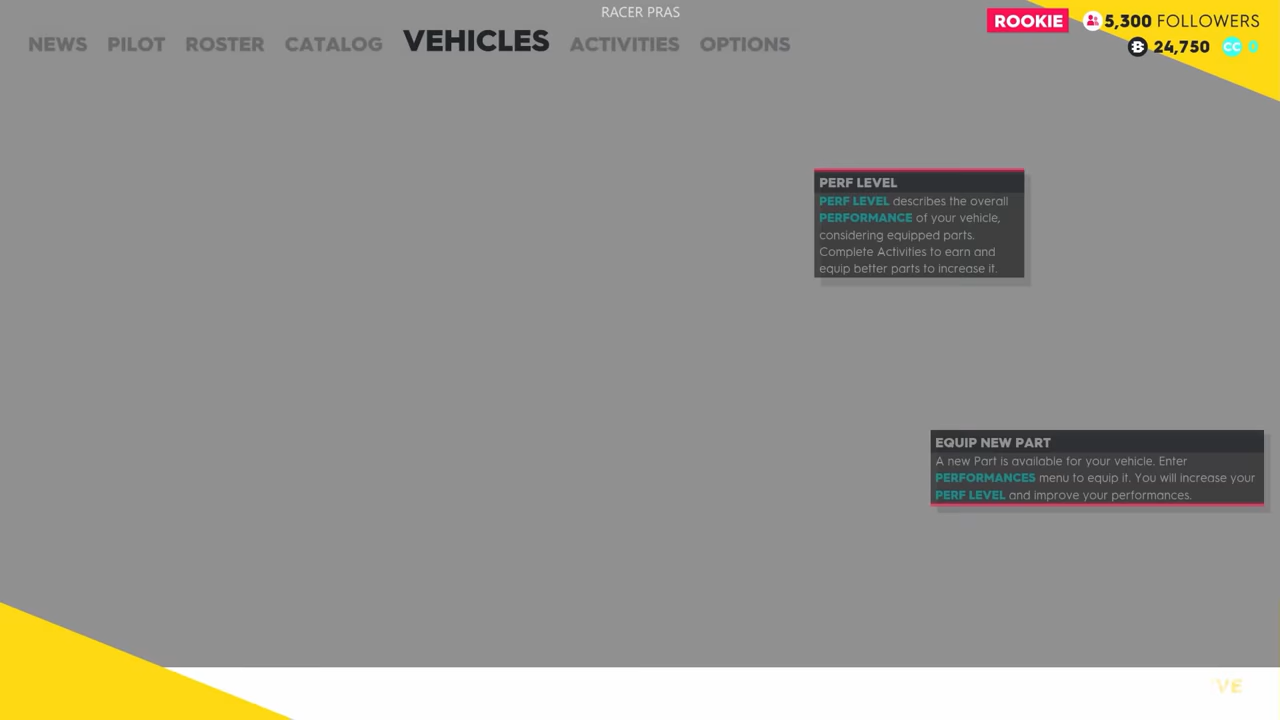 RACER PRAS
NEWS PILOT ROSTER CATALOG VEHICLES ACTIVITIES OPTIONS
ROOKIE 5,300 FOLLOWERS
24,750 CC 0
PERF LEVEL
PERF LEVEL describes the overall
PERFORMANCE of your vehicle,
considering equipped parts.
Complete Activities to earn and
equip better parts to increase it.
EQUIP NEW PART
A new Part is available for your vehicle. Enter
PERFORMANCES menu to equip it. You will increase your
PERF LEVEL and improve your performances.